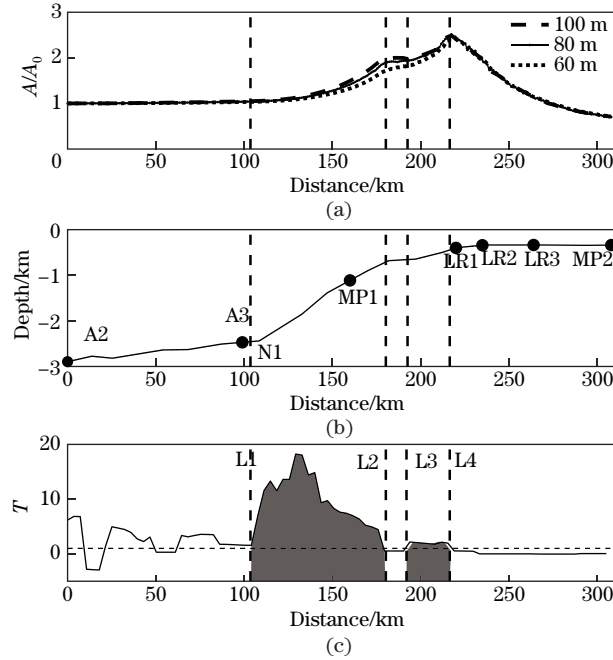 3
100 m
80 m
2
60 m
A/A0
1
0 50 100 150 200 250 300
Distance/km
(a)
0
LR1 LR2 LR3 MP2
-1
MP1
Depth/km
A3
-2
A2
N1
-3
0 50 100 150 200 250 300
Distance/km
(b)
20
L1 L2 L3 L4
10
T
0
0 50 100 150 200 250 300
Distance/km
(c)